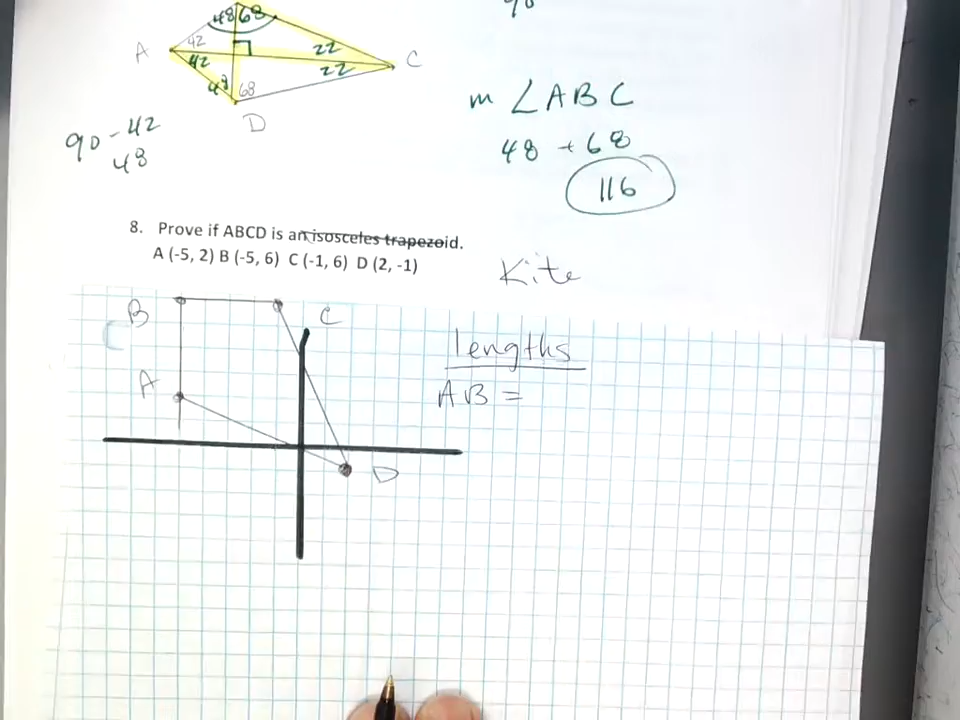 48 68
90
A 42 22
42 22 C
48 68
D
m ∠ABC
90 - 42
48
48 + 68
116
8. Prove if ABCD is an isosceles trapezoid.
A (-5, 2) B (-5, 6) C (-1, 6) D (2, -1)
Kite
B C
lengths
A
AB =
D